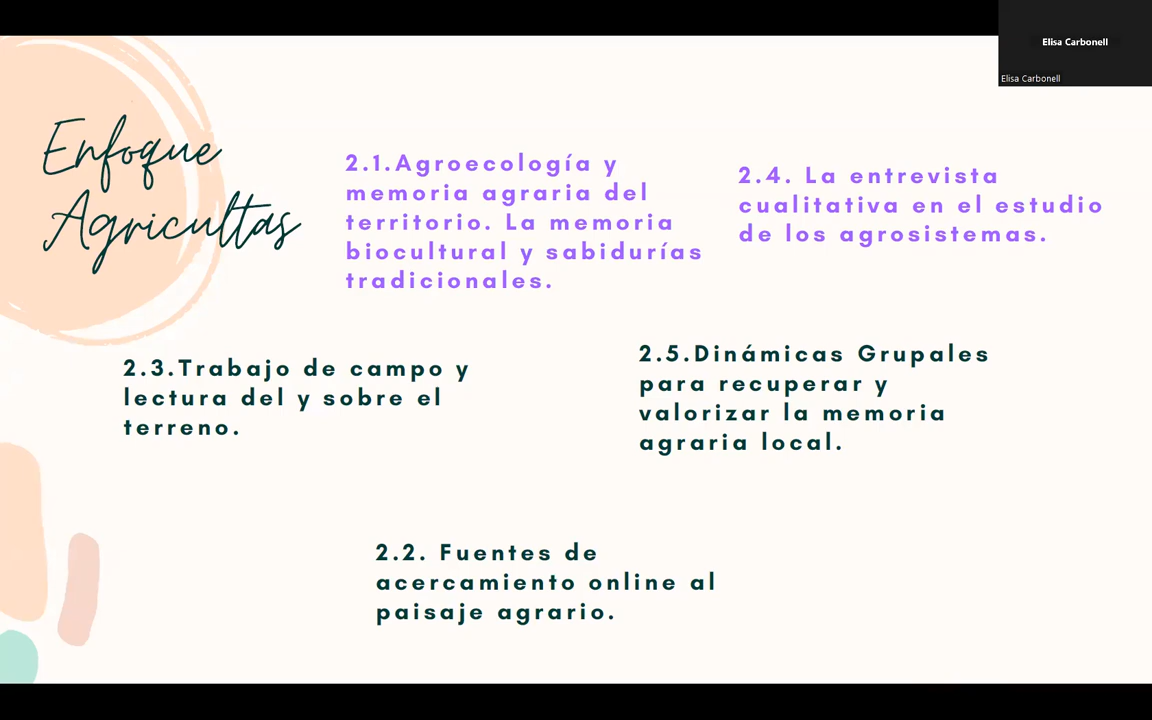 Elisa Carbonell
Elisa Carbonell
Enfoque
Agricultas
2.1.Agroecología y
memoria agraria del
territorio. La memoria
biocultural y sabidurías
tradicionales.
2.4. La entrevista
cualitativa en el estudio
de los agrosistemas.
2.3.Trabajo de campo y
lectura del y sobre el
terreno.
2.5.Dinámicas Grupales
para recuperar y
valorizar la memoria
agraria local.
2.2. Fuentes de
acercamiento online al
paisaje agrario.